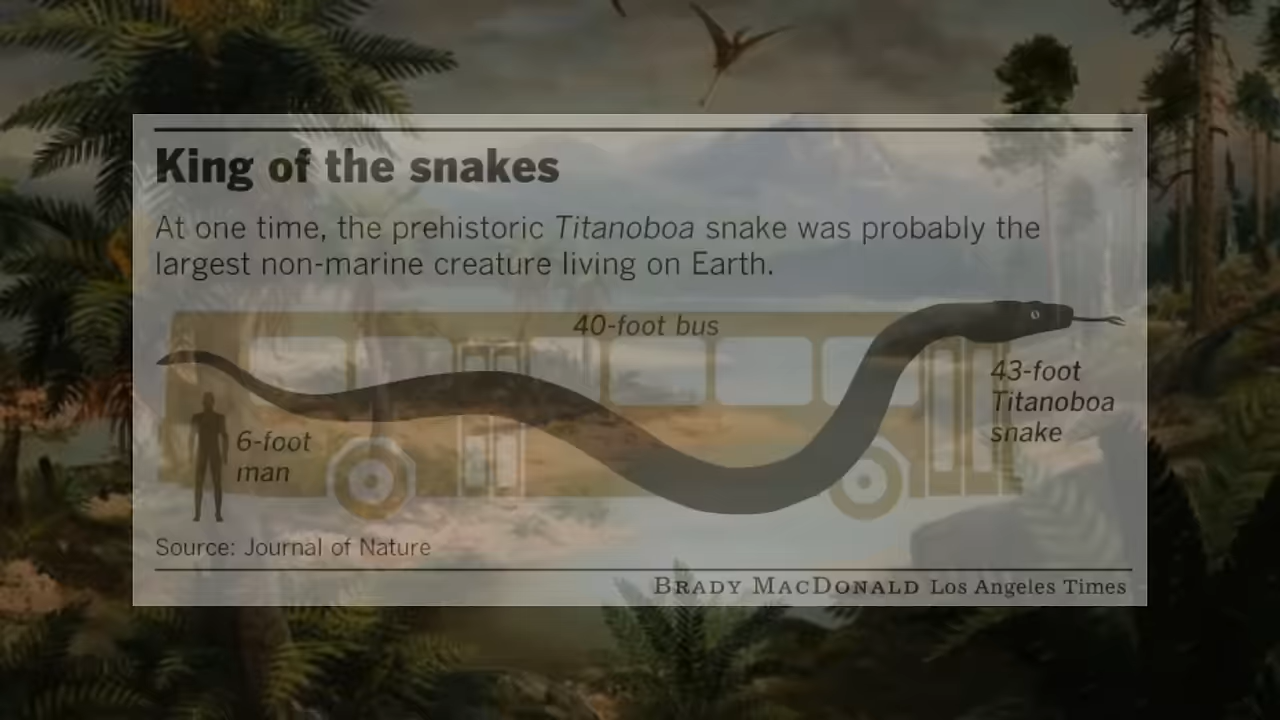 King of the snakes
At one time, the prehistoric Titanoboa snake was probably the
largest non-marine creature living on Earth.
40-foot bus
43-foot
Titanoboa
snake
6-foot
man
Source: Journal of Nature
BRADY MACDONALD Los Angeles Times